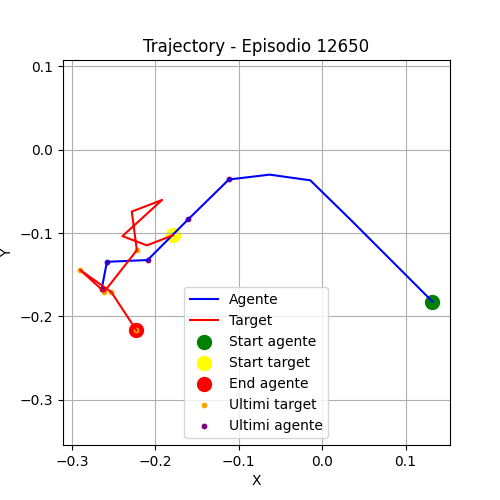 Trajectory - Episodio 12650
0.1
0.0
−0.1
−0.2
−0.3
Y
Agente
Target
Start agente
Start target
End agente
Ultimi target
Ultimi agente
−0.3 −0.2 −0.1 0.0 0.1
X